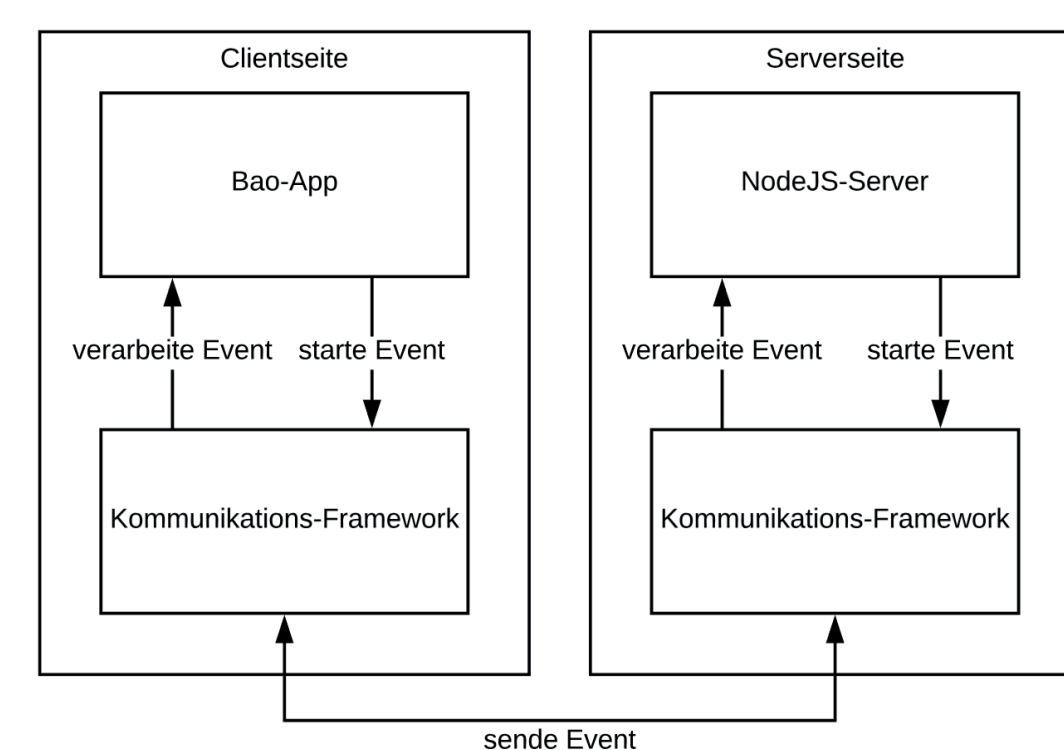 Clientseite
Bao-App
verarbeite Event
starte Event
Kommunikations-Framework
Serverseite
NodeJS-Server
verarbeite Event
starte Event
Kommunikations-Framework
sende Event